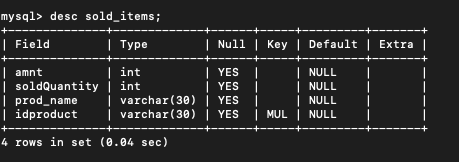 mysql> desc sold_items;
+--------------+-------------+------+-----+---------+-------+
| Field        | Type        | Null | Key | Default | Extra |
+--------------+-------------+------+-----+---------+-------+
| amnt         | int         | YES  |     | NULL    |       |
| soldQuantity | int         | YES  |     | NULL    |       |
| prod_name    | varchar(30) | YES  |     | NULL    |       |
| idproduct    | varchar(30) | YES  | MUL | NULL    |       |
+--------------+-------------+------+-----+---------+-------+
4 rows in set (0.04 sec)